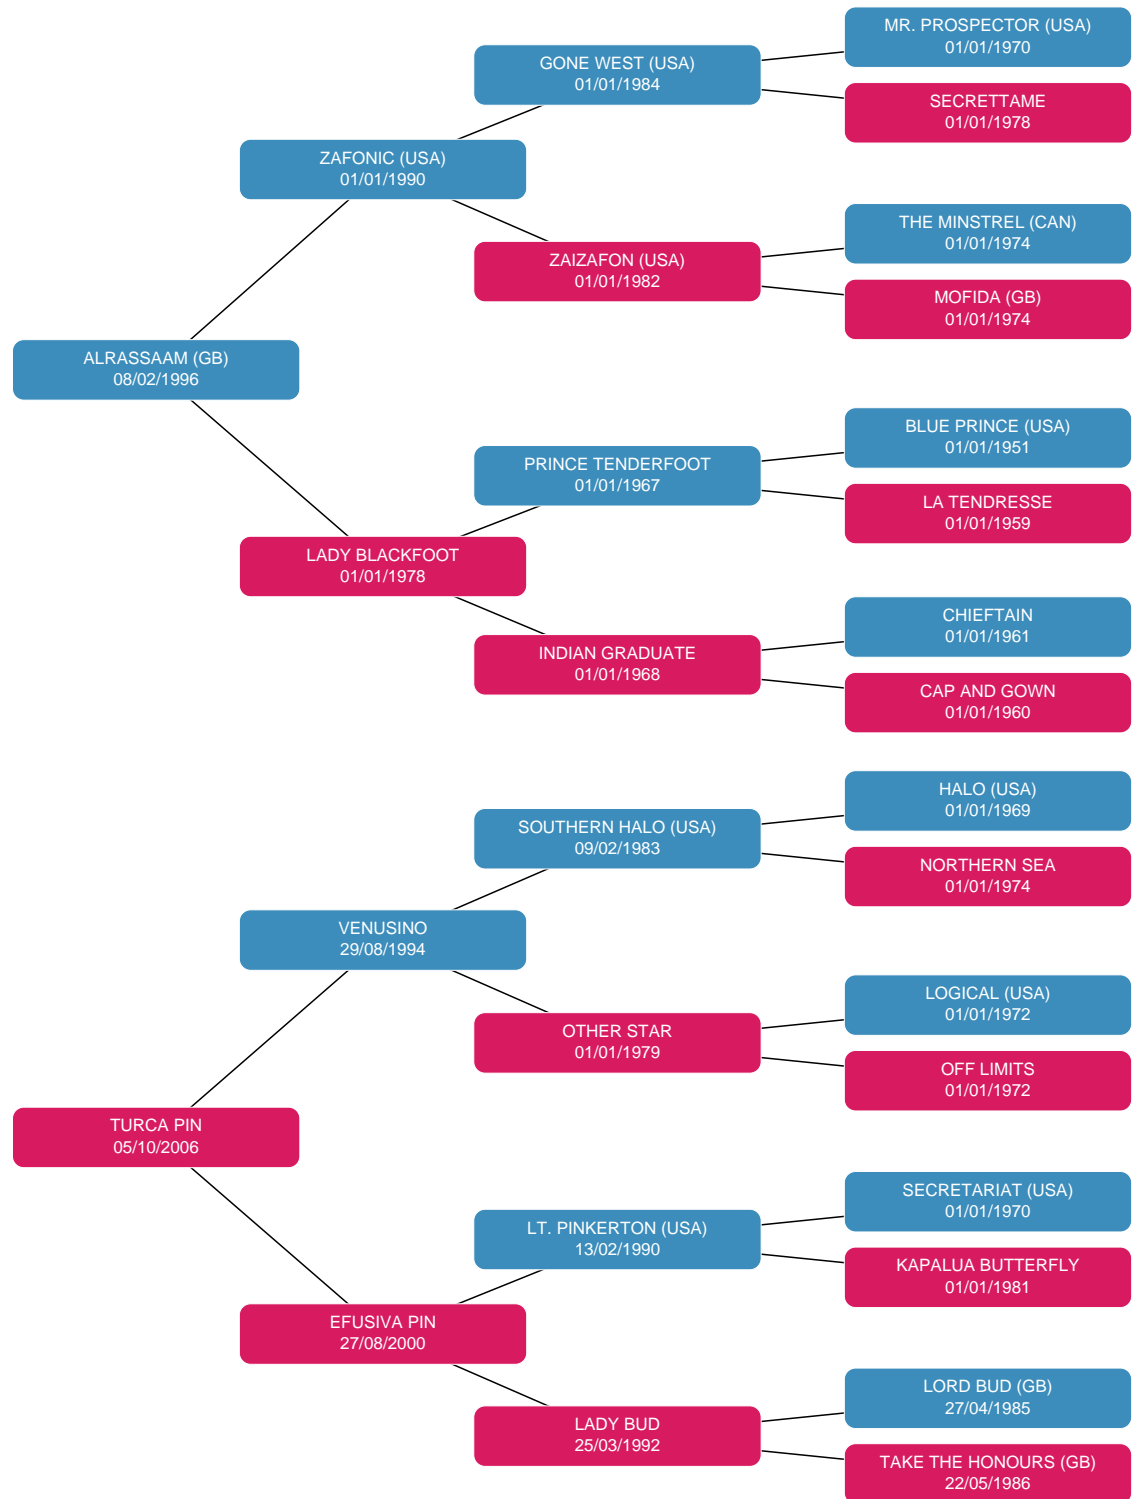 MR. PROSPECTOR (USA)
01/01/1970
GONE WEST (USA)
01/01/1984
SECRETTAME
01/01/1978
ZAFONIC (USA)
01/01/1990
THE MINSTREL (CAN)
01/01/1974
ZAIZAFON (USA)
01/01/1982
MOFIDA (GB)
01/01/1974
ALRASSAAM (GB)
08/02/1996
BLUE PRINCE (USA)
01/01/1951
PRINCE TENDERFOOT
01/01/1967
LA TENDRESSE
01/01/1959
LADY BLACKFOOT
01/01/1978
CHIEFTAIN
01/01/1961
INDIAN GRADUATE
01/01/1968
CAP AND GOWN
01/01/1960
HALO (USA)
01/01/1969
SOUTHERN HALO (USA)
09/02/1983
NORTHERN SEA
01/01/1974
VENUSINO
29/08/1994
LOGICAL (USA)
01/01/1972
OTHER STAR
01/01/1979
OFF LIMITS
01/01/1972
TURCA PIN
05/10/2006
SECRETARIAT (USA)
01/01/1970
LT. PINKERTON (USA)
13/02/1990
KAPALUA BUTTERFLY
01/01/1981
EFUSIVA PIN
27/08/2000
LORD BUD (GB)
27/04/1985
LADY BUD
25/03/1992
TAKE THE HONOURS (GB)
22/05/1986